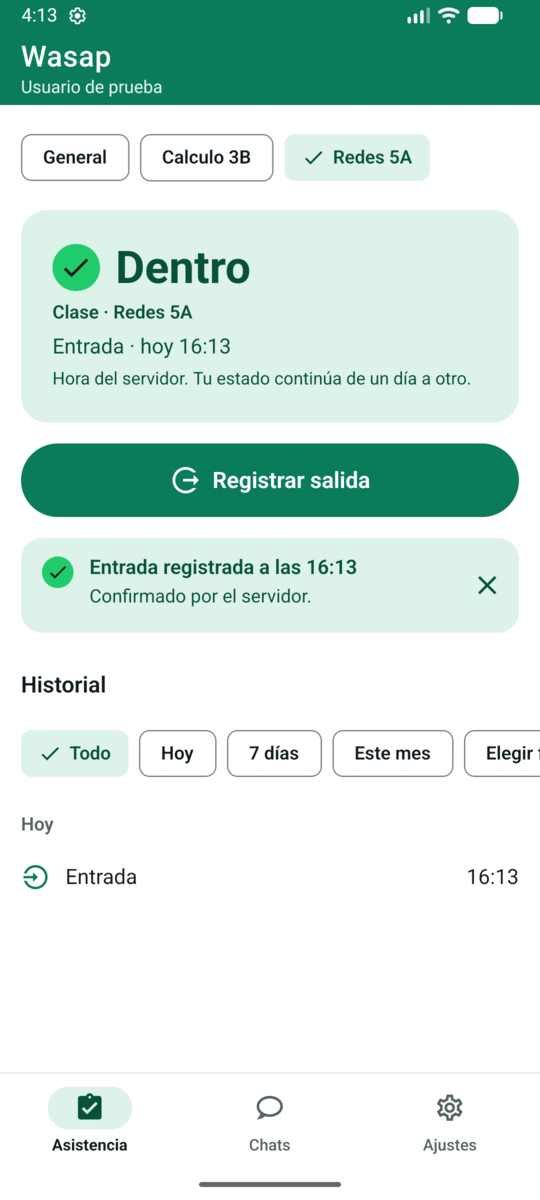 4:13
Wasap
Usuario de prueba
General
Calculo 3B
Redes 5A
Dentro
Clase · Redes 5A
Entrada · hoy 16:13
Hora del servidor. Tu estado continúa de un día a otro.
Registrar salida
Entrada registrada a las 16:13
Confirmado por el servidor.
Historial
Todo
Hoy
7 días
Este mes
Elegir
Hoy
Entrada
16:13
Asistencia
Chats
Ajustes